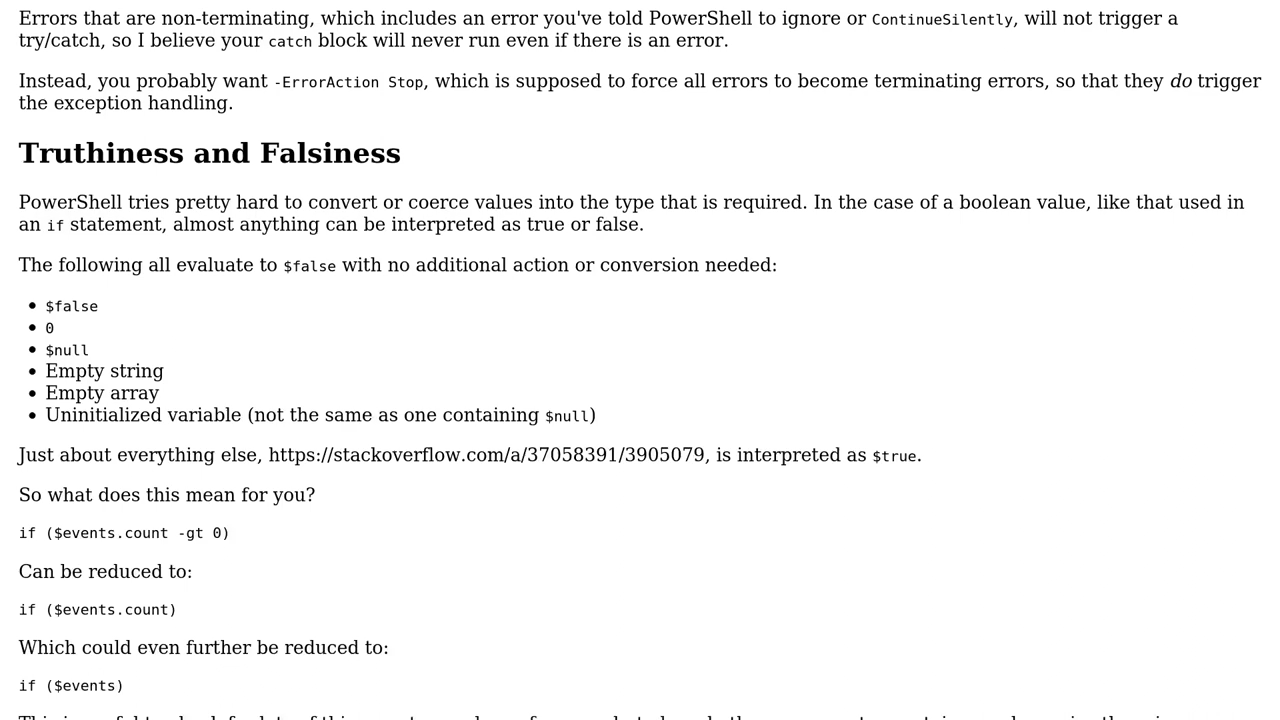 Errors that are non-terminating, which includes an error you've told PowerShell to ignore or ContinueSilently, will not trigger a
try/catch, so I believe your catch block will never run even if there is an error.
Instead, you probably want -ErrorAction Stop, which is supposed to force all errors to become terminating errors, so that they do trigger
the exception handling.
Truthiness and Falsiness
PowerShell tries pretty hard to convert or coerce values into the type that is required. In the case of a boolean value, like that used in
an if statement, almost anything can be interpreted as true or false.
The following all evaluate to $false with no additional action or conversion needed:
• $false
• 0
• $null
• Empty string
• Empty array
• Uninitialized variable (not the same as one containing $null)
Just about everything else, https://stackoverflow.com/a/37058391/3905079, is interpreted as $true.
So what does this mean for you?
if ($events.count -gt 0)
Can be reduced to:
if ($events.count)
Which could even further be reduced to:
if ($events)